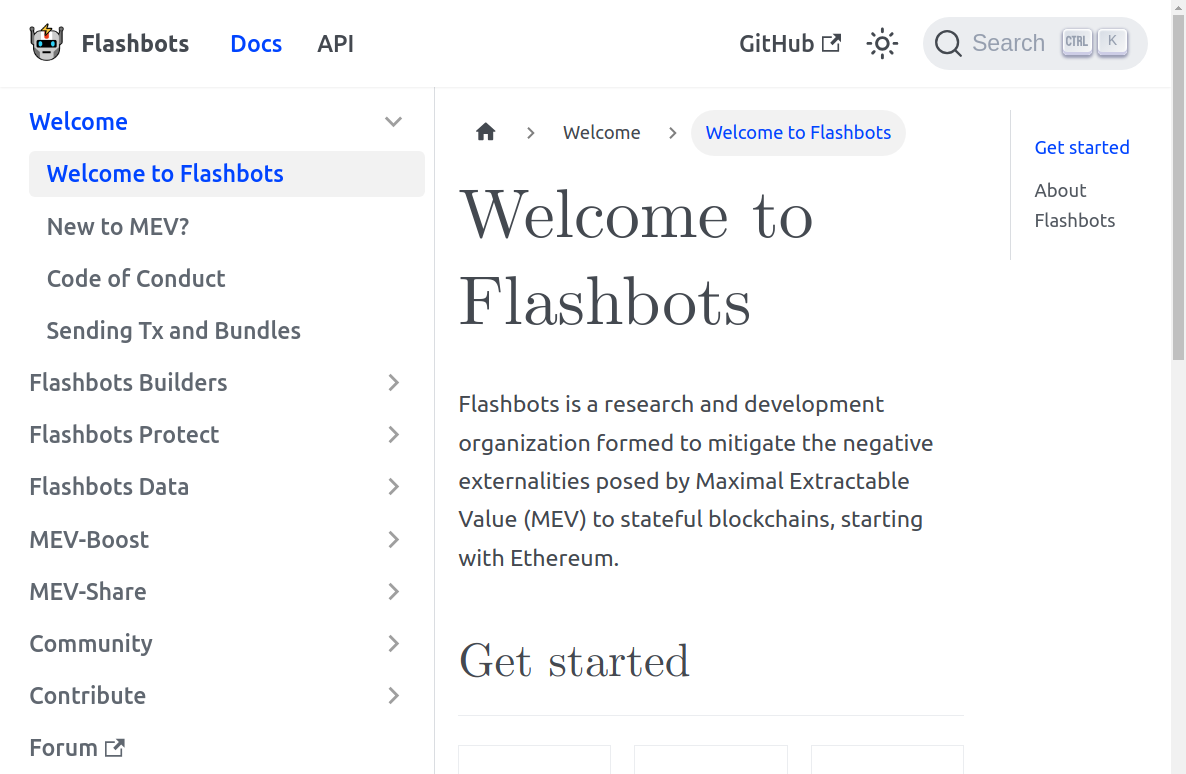 Flashbots
Docs
API
GitHub
Search
CTRL
K
Welcome
Welcome to Flashbots
New to MEV?
Code of Conduct
Sending Tx and Bundles
Flashbots Builders
Flashbots Protect
Flashbots Data
MEV-Boost
MEV-Share
Community
Contribute
Forum
Welcome
Welcome to Flashbots
Welcome to
Flashbots
Flashbots is a research and development
organization formed to mitigate the negative
externalities posed by Maximal Extractable
Value (MEV) to stateful blockchains, starting
with Ethereum.
Get started
Get started
About
Flashbots